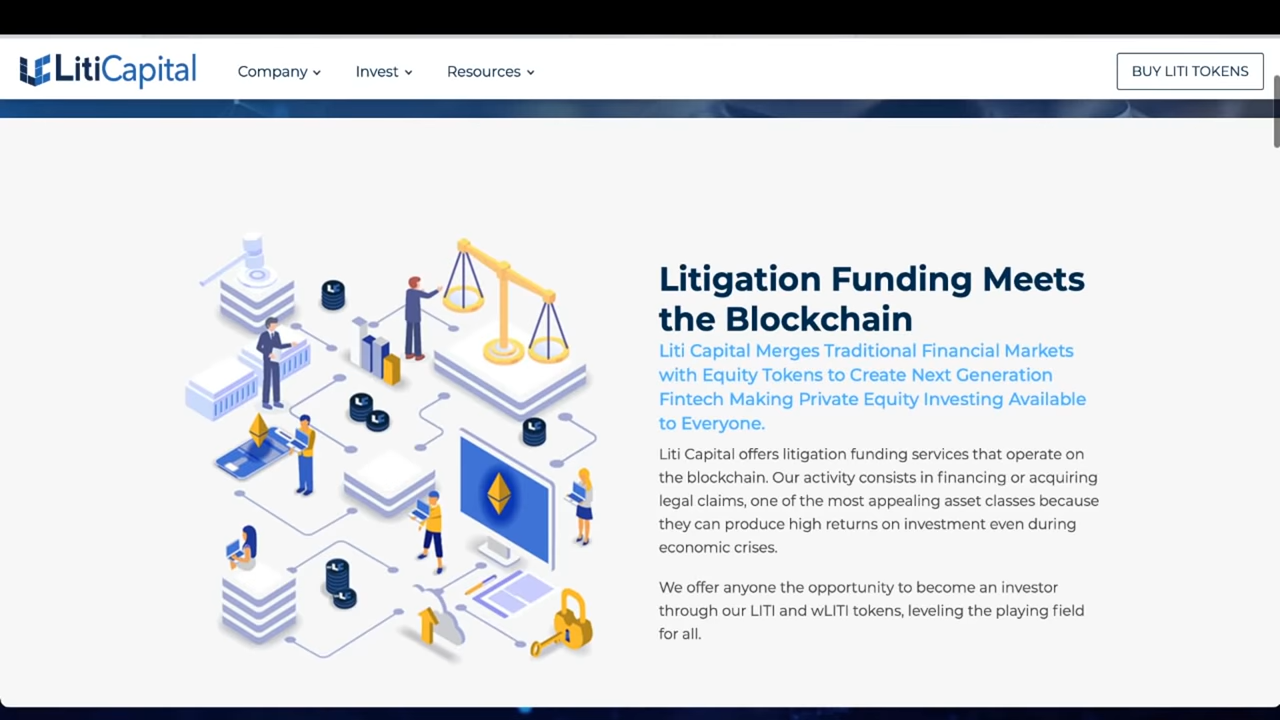 LitiCapital
Company
Invest
Resources
BUY LITI TOKENS
Litigation Funding Meets
the Blockchain
Liti Capital Merges Traditional Financial Markets
with Equity Tokens to Create Next Generation
Fintech Making Private Equity Investing Available
to Everyone.
Liti Capital offers litigation funding services that operate on
the blockchain. Our activity consists in financing or acquiring
legal claims, one of the most appealing asset classes because
they can produce high returns on investment even during
economic crises.
We offer anyone the opportunity to become an investor
through our LITI and wLITI tokens, leveling the playing field
for all.